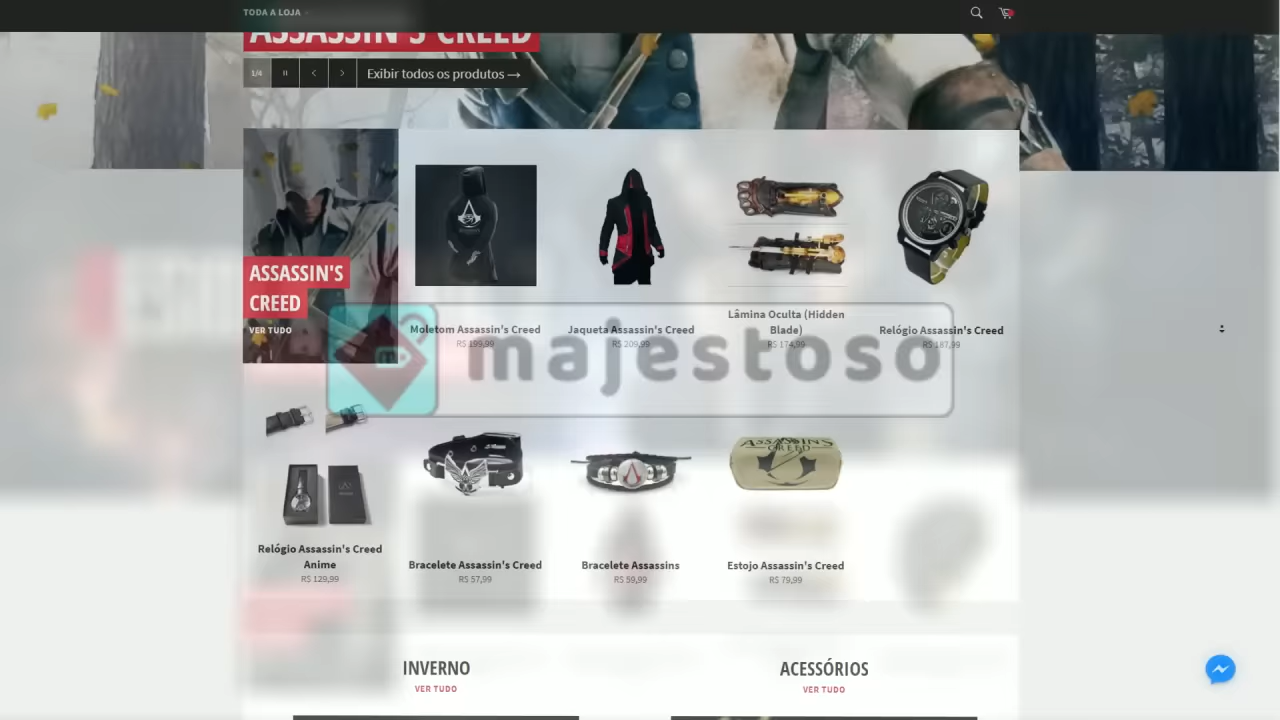 TODA A LOJA
ASSASSIN'S CREED
1/4
Exibir todos os produtos →
ASSASSIN'S
CREED
VER TUDO
Moletom Assassin's Creed
R$ 199,99
Jaqueta Assassin's Creed
R$ 209,99
Lâmina Oculta (Hidden
Blade)
R$ 174,99
Relógio Assassin's Creed
R$ 187,99
majestoso
ASSASSIN'S
CREED
Relógio Assassin's Creed
Anime
R$ 129,99
Bracelete Assassin's Creed
R$ 57,99
Bracelete Assassins
R$ 59,99
Estojo Assassin's Creed
R$ 79,99
INVERNO
VER TUDO
ACESSÓRIOS
VER TUDO